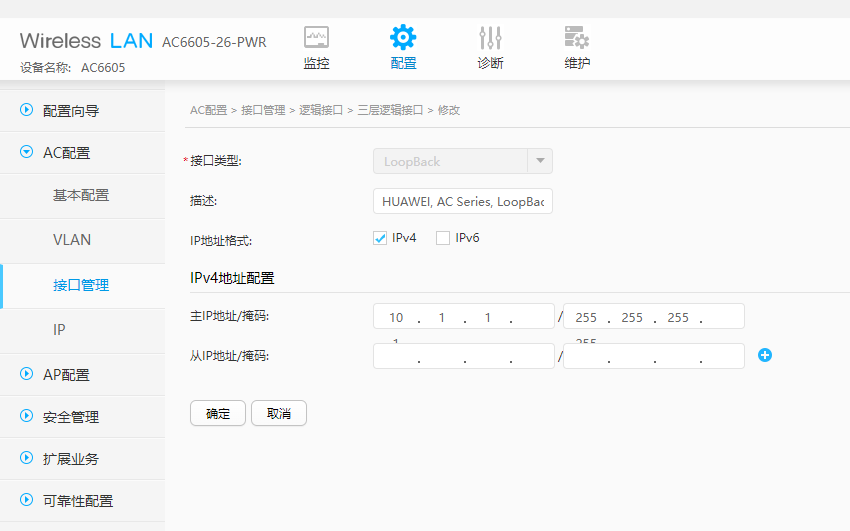 Wireless LAN AC6605-26-PWR
设备名称: AC6605
监控
配置
诊断
维护
配置向导
AC配置
基本配置
VLAN
接口管理
IP
AP配置
安全管理
扩展业务
可靠性配置
AC配置 > 接口管理 > 逻辑接口 > 三层逻辑接口 > 修改
*接口类型: LoopBack
描述: HUAWEI, AC Series, LoopBac
IP地址格式: IPv4 IPv6
IPv4地址配置
主IP地址/掩码: 10 . 1 . 1 . 1 / 255 . 255 . 255 . 255
从IP地址/掩码: . . . / . . .
确定 取消